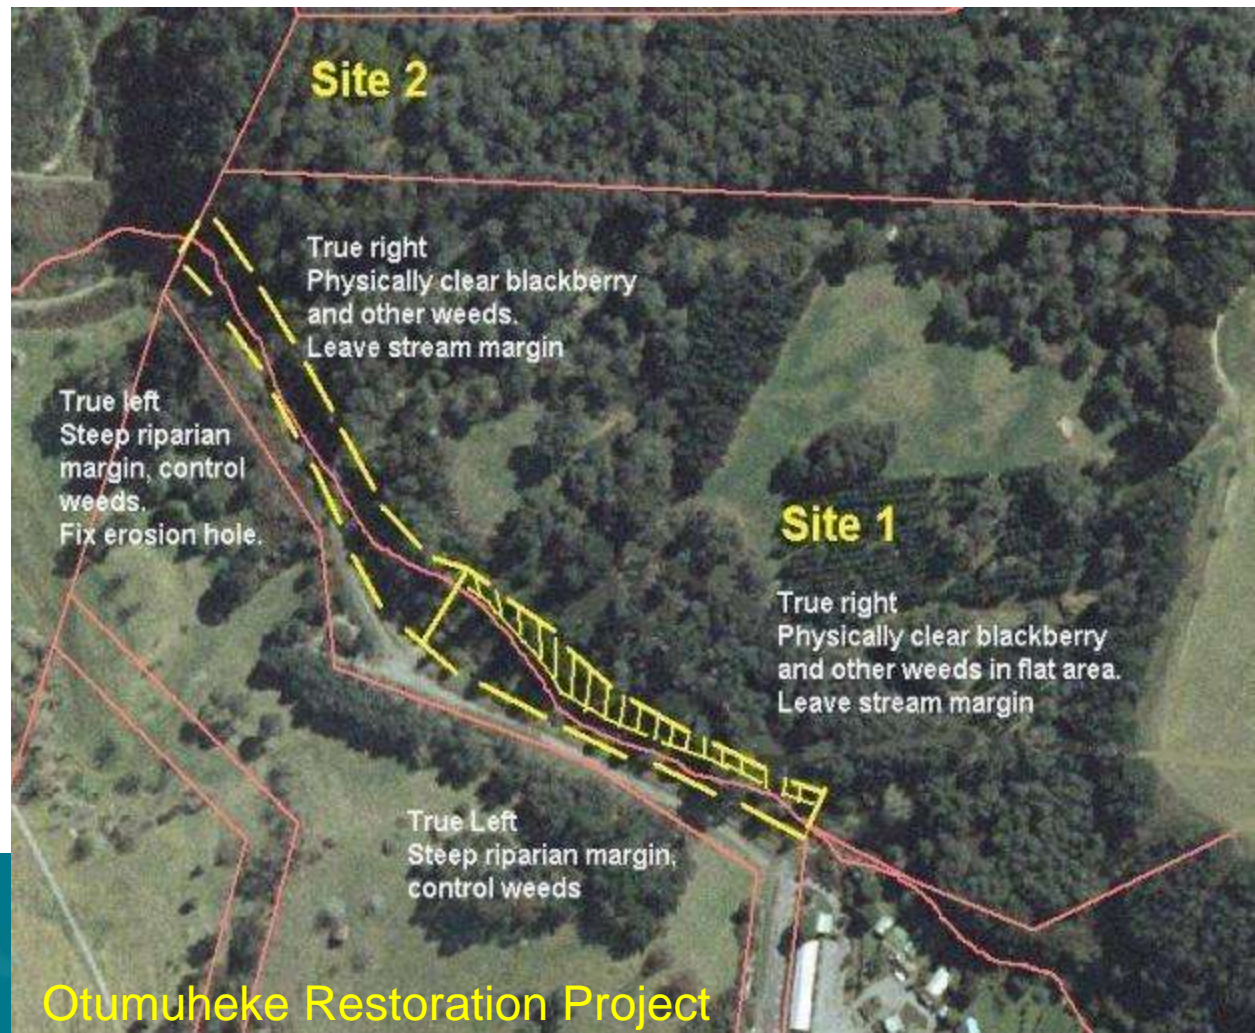 Site 2
True right
Physically clear blackberry
and other weeds.
Leave stream margin
True left
Steep riparian
margin, control
weeds.
Fix erosion hole.
Site 1
True right
Physically clear blackberry
and other weeds in flat area.
Leave stream margin
True Left
Steep riparian margin,
control weeds
Otumuheke Restoration Project